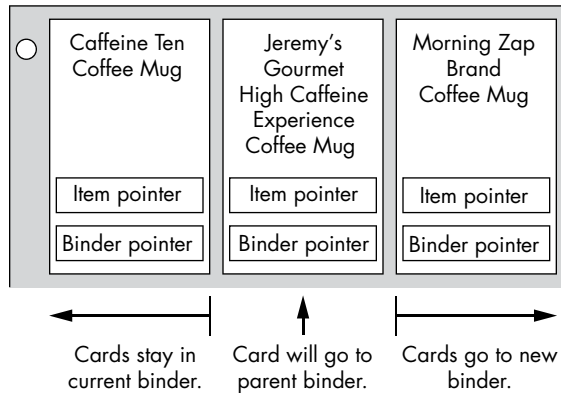 Caffeine Ten
Coffee Mug
Item pointer
Binder pointer
Jeremy's
Gourmet
High Caffeine
Experience
Coffee Mug
Item pointer
Binder pointer
Morning Zap
Brand
Coffee Mug
Item pointer
Binder pointer
Cards stay in
current binder.
Card will go to
parent binder.
Cards go to new
binder.